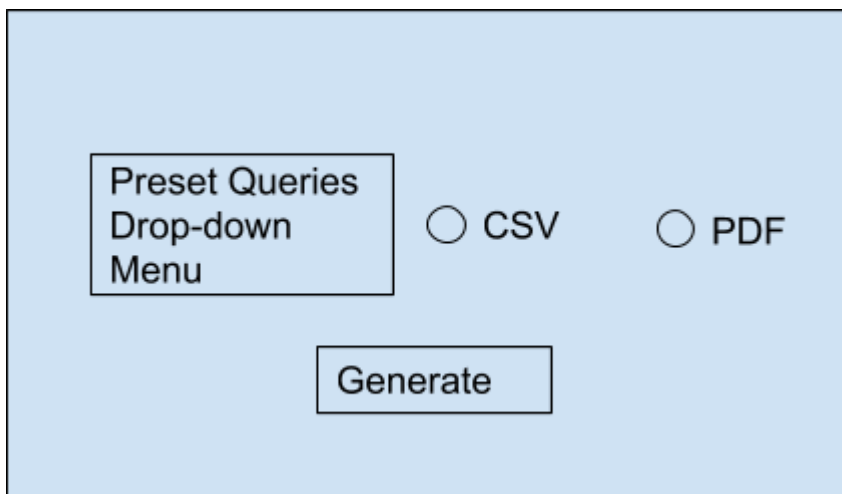 Preset Queries
Drop-down
Menu
CSV
PDF
Generate